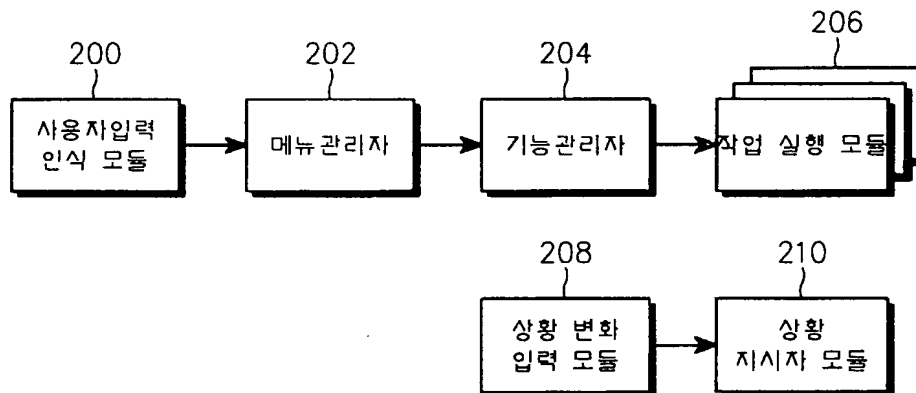 200
202
204
206
사용자입력
인식 모듈
메뉴관리자
기능관리자
작업 실행 모듈
208
210
상황 변화
입력 모듈
상황
지시자 모듈